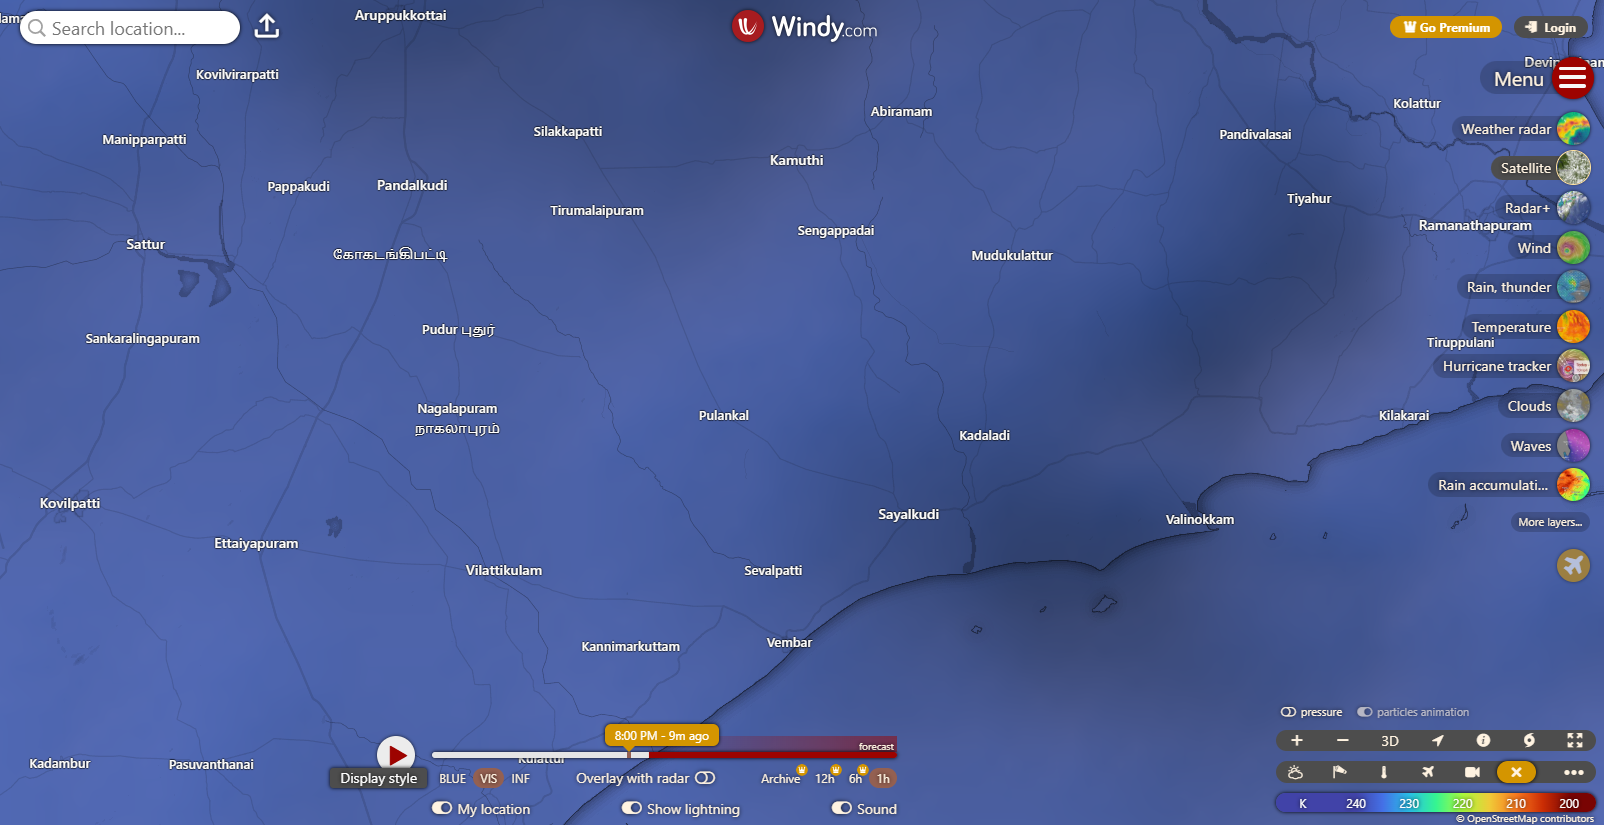 Aruppukkottai
Search location...
Windy.com
Go Premium
Login
Menu
Kovilvirarpatti
Kolattur
Abiramam
Weather radar
Silakkapatti
Pandivalasai
Manipparpatti
Kamuthi
Satellite
Pappakudi
Pandalkudi
Tiyahur
Radar+
Tirumalaipuram
Ramanathapuram
Sengappadai
Sattur
Wind
கோகடங்கிபட்டி
Mudukulattur
Rain, thunder
Pudur புதுர்
Temperature
Sankaralingapuram
Tiruppulani
Hurricane tracker
Nagalapuram
நாகலாபுரம்
Clouds
Pulankal
Kilakarai
Kadaladi
Waves
Rain accumulati...
Kovilpatti
Sayalkudi
Valinokkam
More layers...
Ettaiyapuram
Vilattikulam
Sevalpatti
Kannimarkuttam
Vembar
pressure
particles animation
8:00 PM - 9m ago
forecast
3D
Kadambur
Pasuvanthanai
Kulattur
Display style
BLUE VIS INF
Overlay with radar
Archive 12h 6h 1h
My location
Show lightning
Sound
K 240 230 220 210 200
© OpenStreetMap contributors